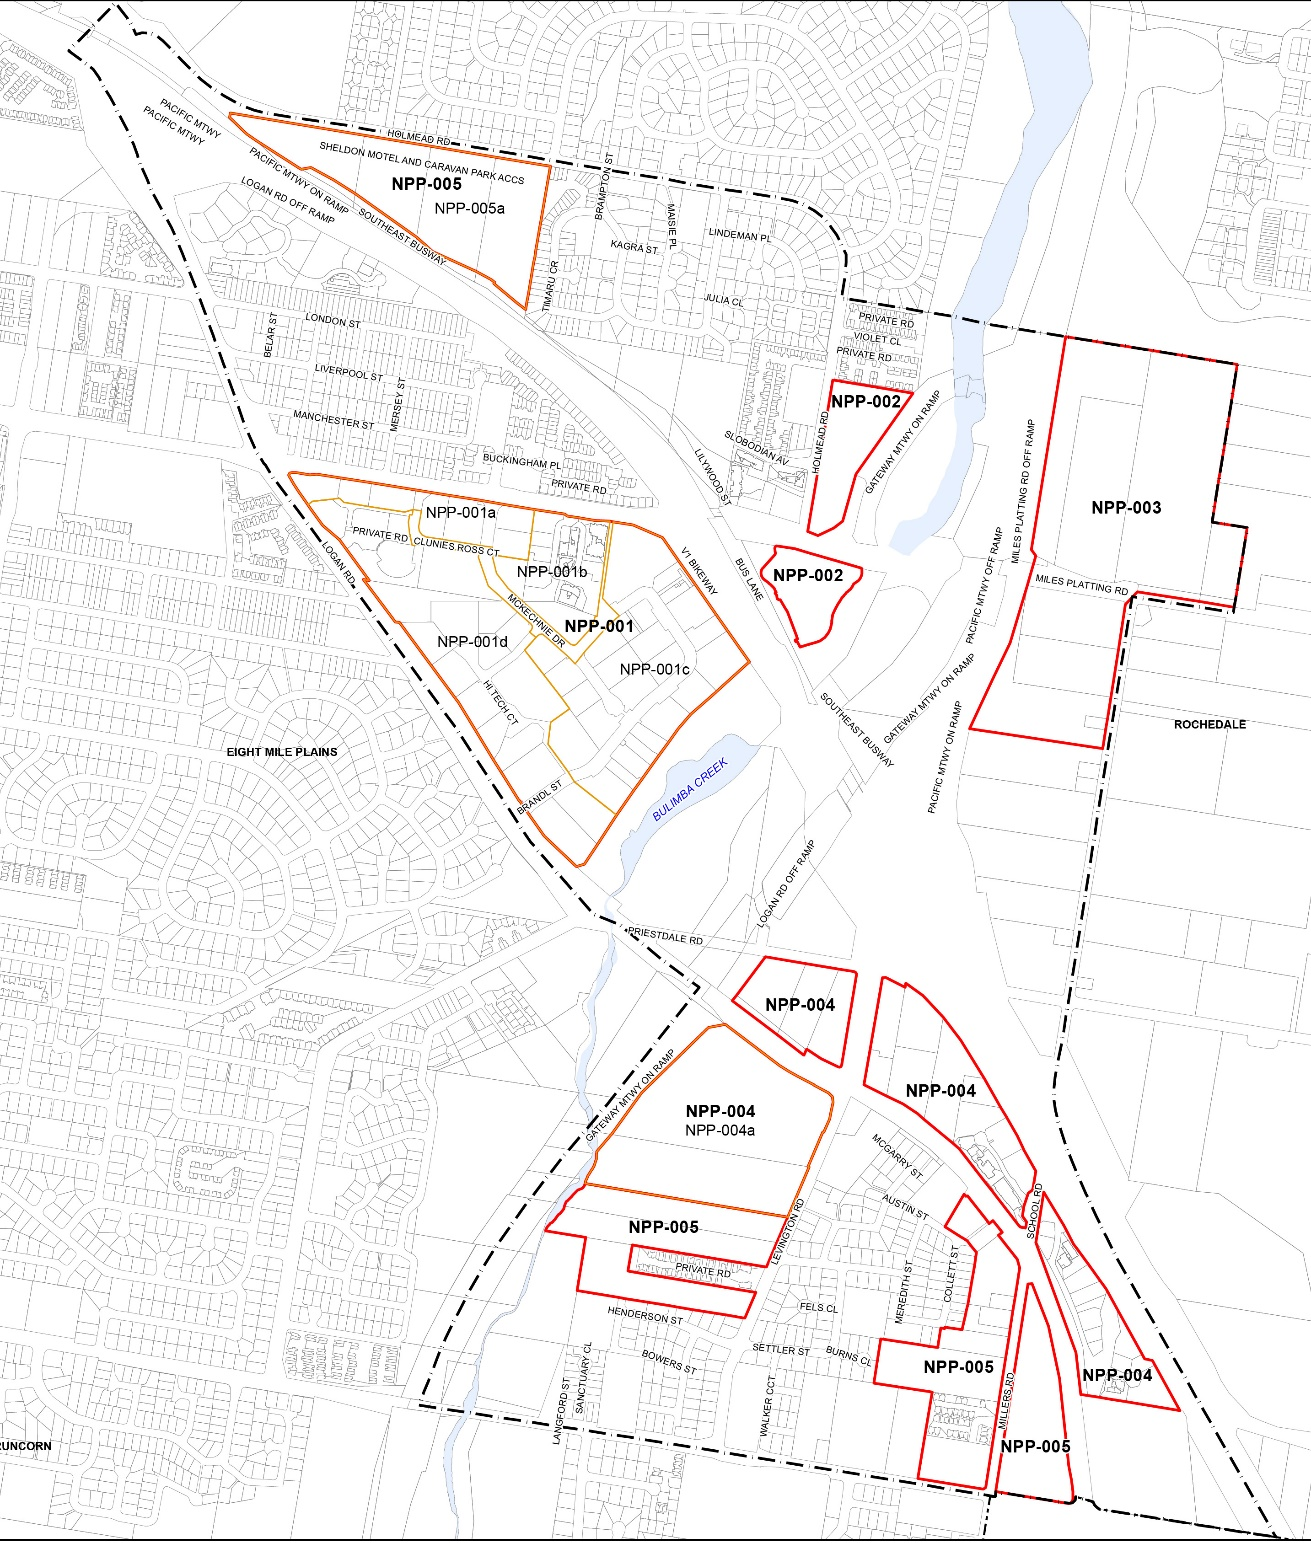 PACIFIC MTWY
PACIFIC MTWY
HOLMEAD RD
SHELDON MOTEL AND CARAVAN PARK ACCS
PACIFIC MTWY ON RAMP
NPP-005
LOGAN RD OFF RAMP
NPP-005a
SOUTHEAST BUSWAY
BRAMPTON ST
MAISIE PL
LINDEMAN PL
KAGRA ST
TIMARU CR
JULIA CL
PRIVATE RD
VIOLET CL
PRIVATE RD
LONDON ST
BELAR ST
LIVERPOOL ST
MERSEY ST
MANCHESTER ST
NPP-002
HOLMEAD RD
GATEWAY MTWY ON RAMP
SLOBODIAN AV
LILYWOOD ST
BUCKINGHAM PL
PRIVATE RD
MILES PLATTING RD OFF RAMP
NPP-003
NPP-001a
PRIVATE RD
CLUNIES ROSS CT
LOGAN RD
NPP-001b
V1 BIKEWAY
BUS LANE
NPP-002
PACIFIC MTWY OFF RAMP
MILES PLATTING RD
MCKECHNIE DR
NPP-001
NPP-001d
NPP-001c
HI TECH CT
SOUTHEAST BUSWAY
GATEWAY MTWY ON RAMP
PACIFIC MTWY ON RAMP
ROCHEDALE
EIGHT MILE PLAINS
BRANDL ST
BULIMBA CREEK
LOGAN RD OFF RAMP
PRIESTDALE RD
NPP-004
NPP-004
GATEWAY MTWY ON RAMP
NPP-004
NPP-004a
MCGARRY ST
AUSTIN ST
SCHOOL RD
NPP-005
LEVINGTON RD
PRIVATE RD
MEREDITH ST
COLLETT ST
HENDERSON ST
FELS CL
BOWERS ST
SETTLER ST
BURNS CL
NPP-005
NPP-004
LANGFORD ST
SANCTUARY CL
WALKER CCT
MILLERS RD
NPP-005
RUNCORN